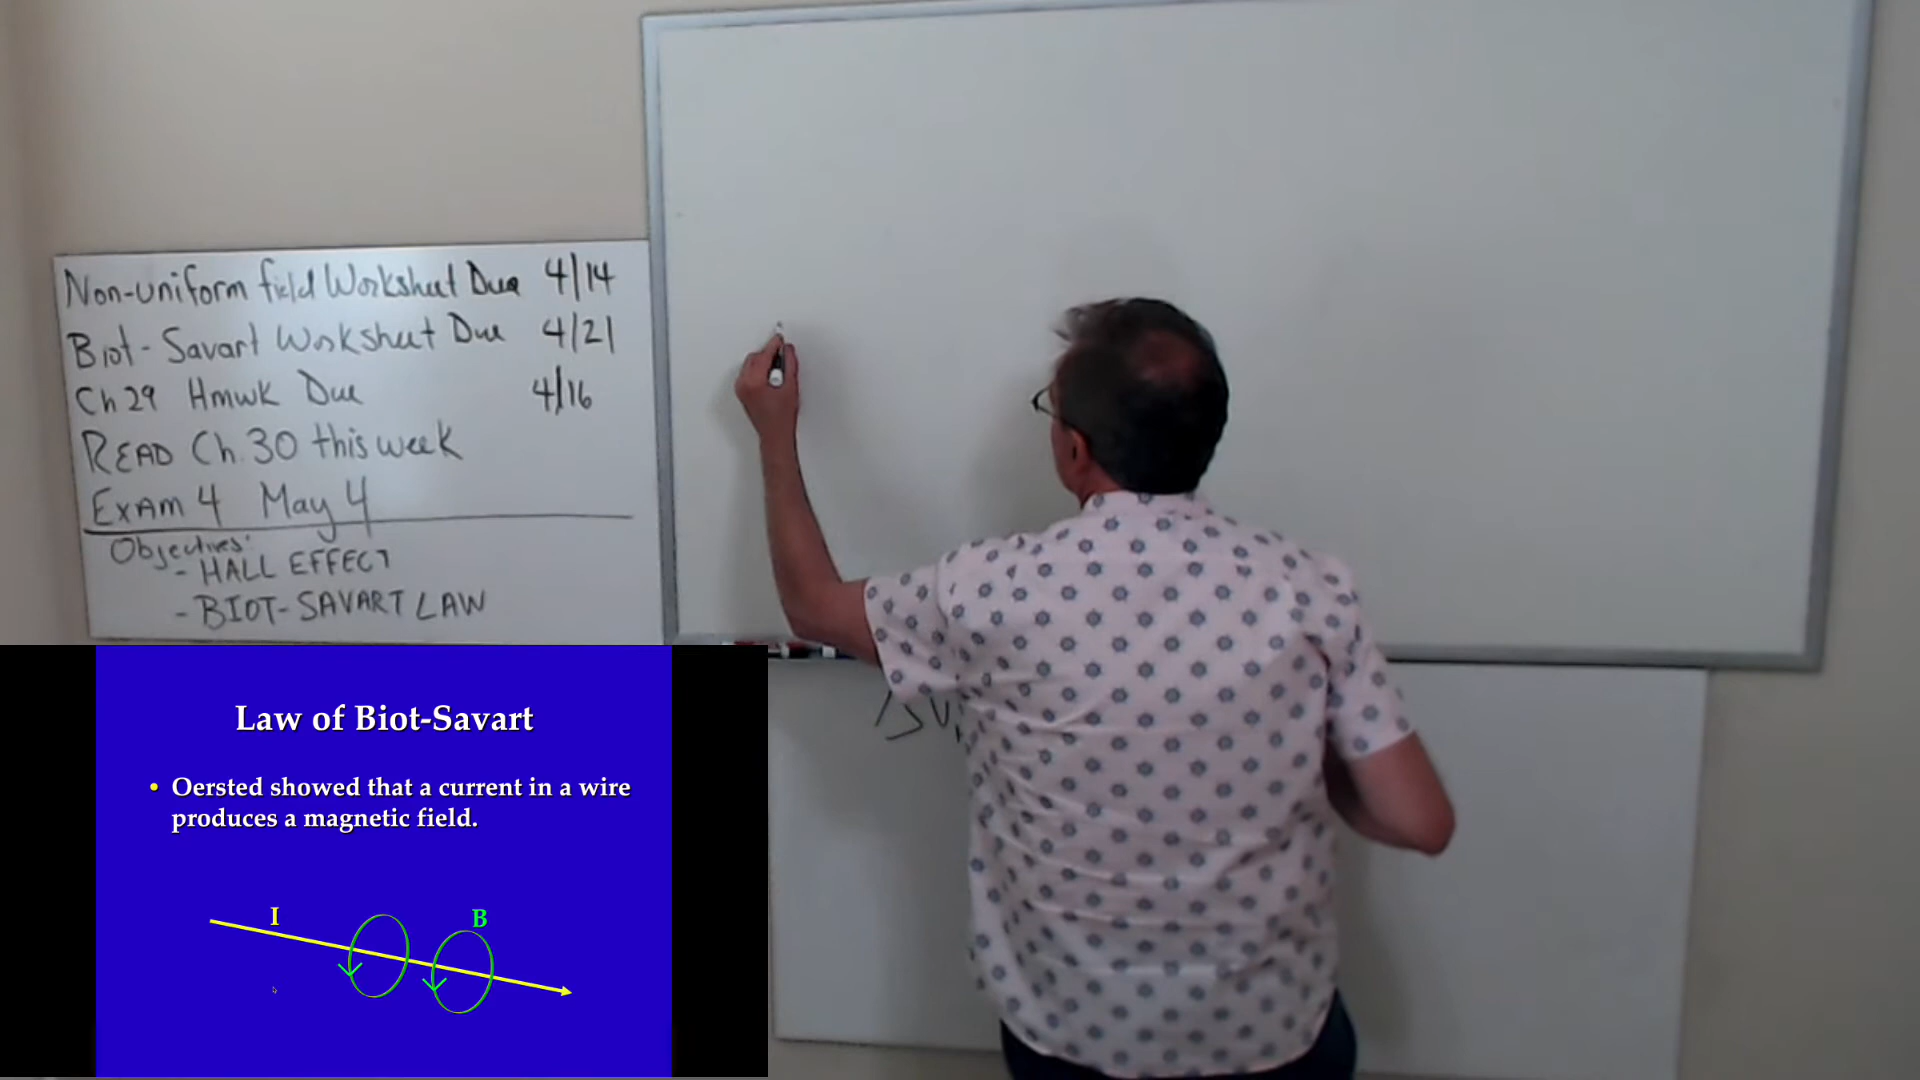 Non-uniform field Worksheet Due 4/14
Biot-Savart Worksheet Due 4/21
Ch 29 Hmwk Due 4/16
READ Ch. 30 this week
EXAM 4 May 4
Objectives:
- HALL EFFECT
- BIOT-SAVART LAW
Law of Biot-Savart
• Oersted showed that a current in a wire
produces a magnetic field.
I
B